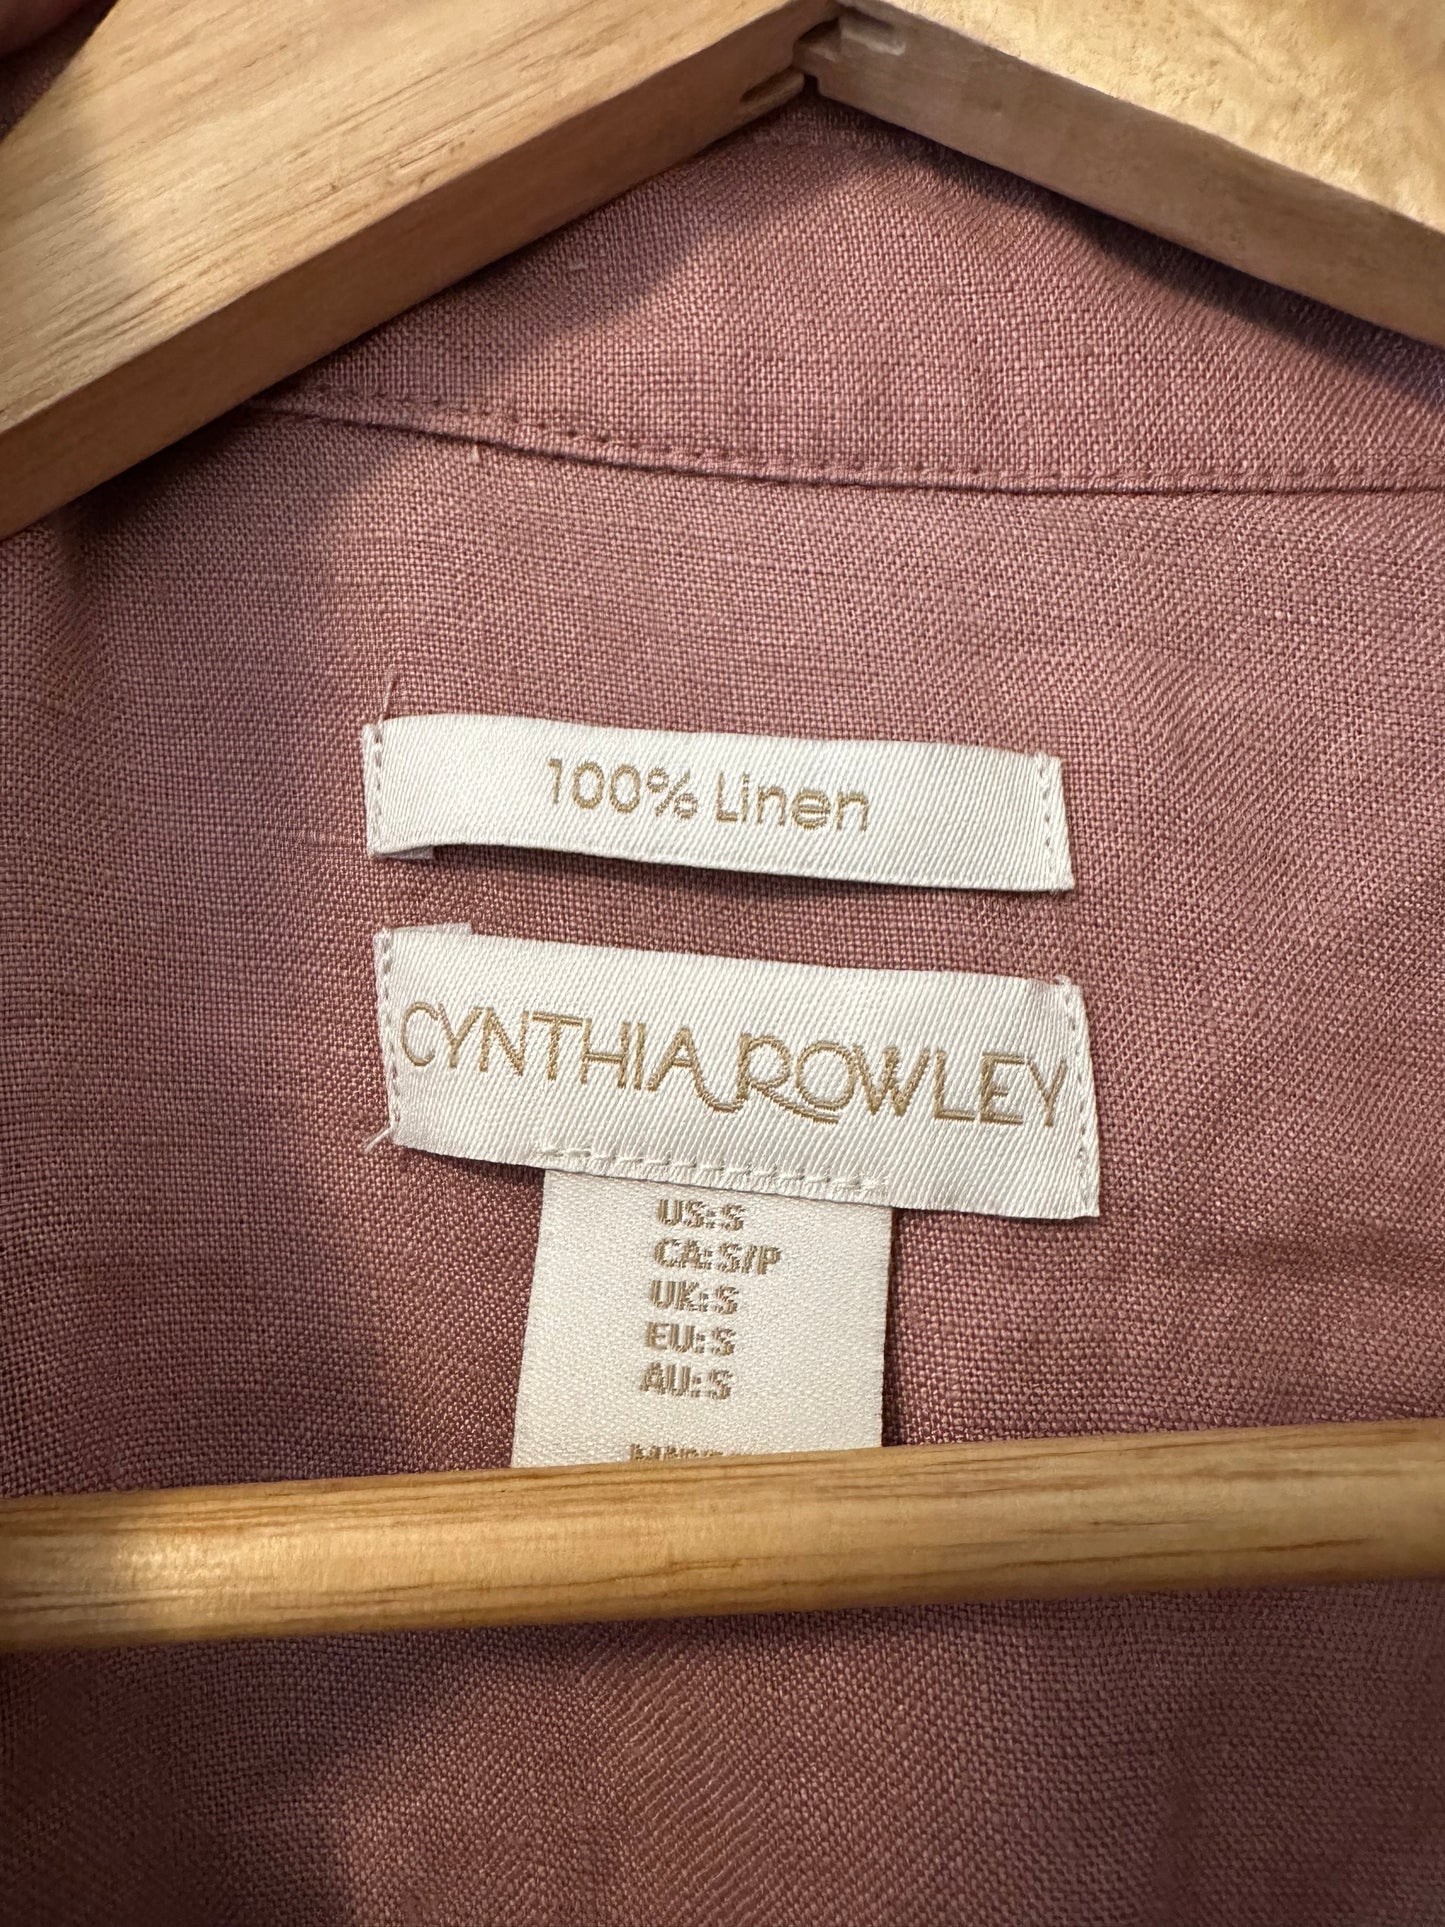 100% Linen
CYNTHIA ROWLEY
US: S
CA: S/P
UK: S
EU: S
AU: S